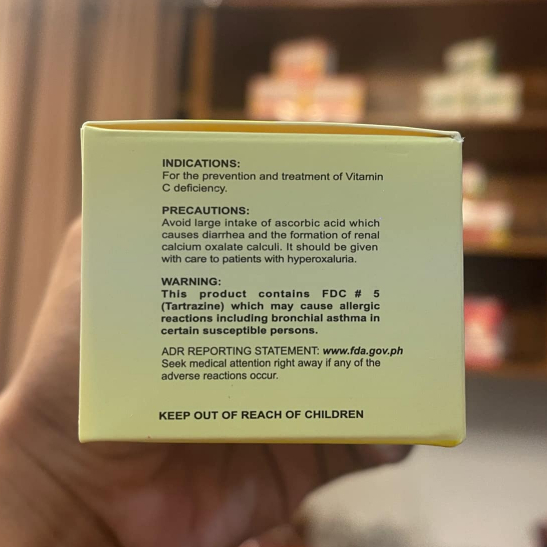 INDICATIONS:
For the prevention and treatment of Vitamin
C deficiency.
PRECAUTIONS:
Avoid large intake of ascorbic acid which
causes diarrhea and the formation of renal
calcium oxalate calculi. It should be given
with care to patients with hyperoxaluria.
WARNING:
This product contains FDC # 5
(Tartrazine) which may cause allergic
reactions including bronchial asthma in
certain susceptible persons.
ADR REPORTING STATEMENT: www.fda.gov.ph
Seek medical attention right away if any of the
adverse reactions occur.
KEEP OUT OF REACH OF CHILDREN